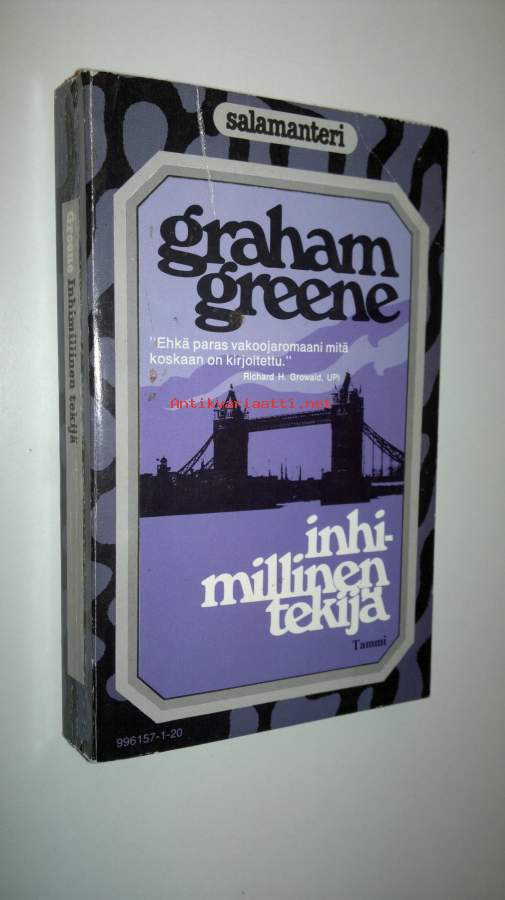 salamanteri
graham
greene
"Ehkä paras vakoojaromaani mitä
koskaan on kirjoitettu."
Richard H. Growald, UPI
Antikvariaatti.net
inhi-
millinen
tekijä
Tammi
996157-1-20
Greene Inhimillinen tekijä